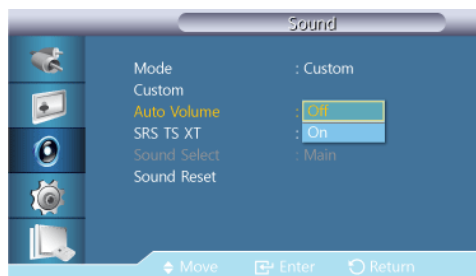 Sound
Mode : Custom
Custom
Auto Volume : Off
SRS TS XT : On
Sound Select : Main
Sound Reset
Move Enter Return